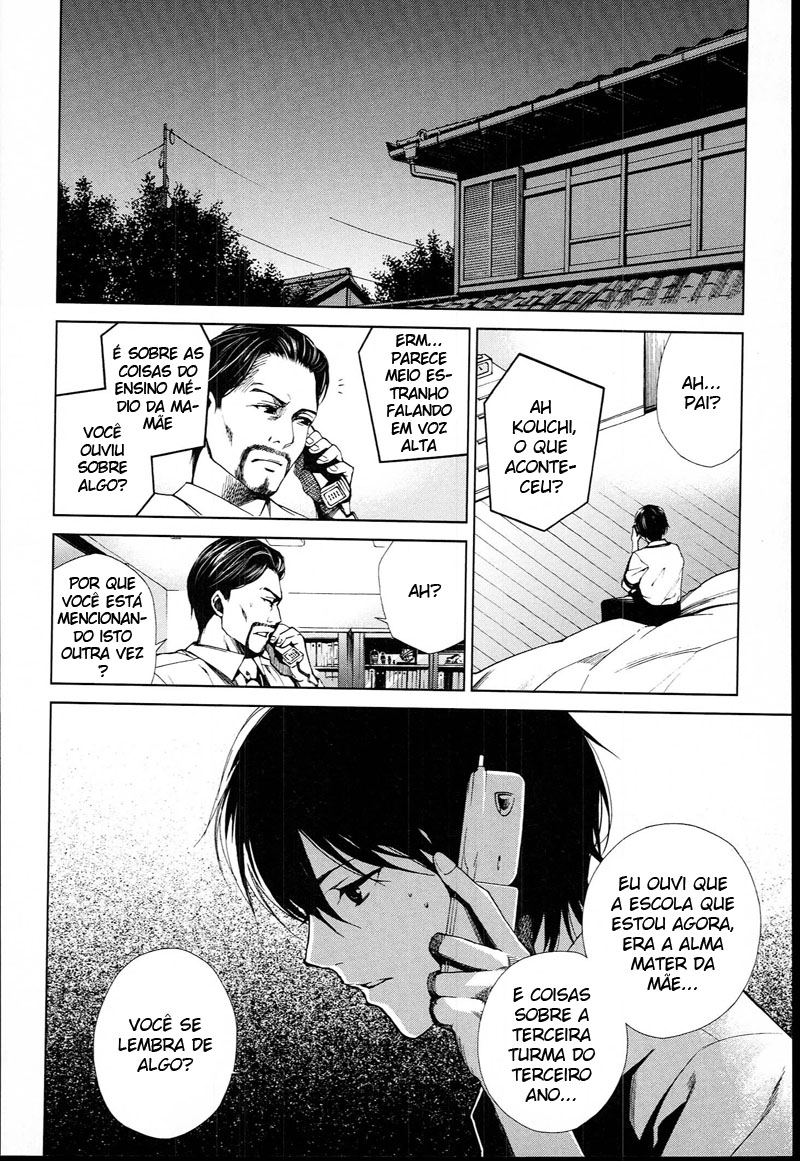 AH...
PAI?
AH
KOUCHI,
O QUE
ACONTE-
CEU?
ERM...
PARECE
MEIO ES-
TRANHO
FALANDO
EM VOZ
ALTA
É SOBRE AS
COISAS DO
ENSINO MÉ-
DIO DA MA-
MÃE
VOCÊ
OUVIU
SOBRE
ALGO?
AH?
POR QUE
VOCÊ ESTÁ
MENCIONAN-
DO ISTO
OUTRA VEZ
?
EU OUVI QUE
A ESCOLA QUE
ESTOU AGORA,
ERA A ALMA
MATER DA
MÃE...
E COISAS
SOBRE A
TERCEIRA
TURMA DO
TERCEIRO
ANO...
VOCÊ SE
LEMBRA DE
ALGO?